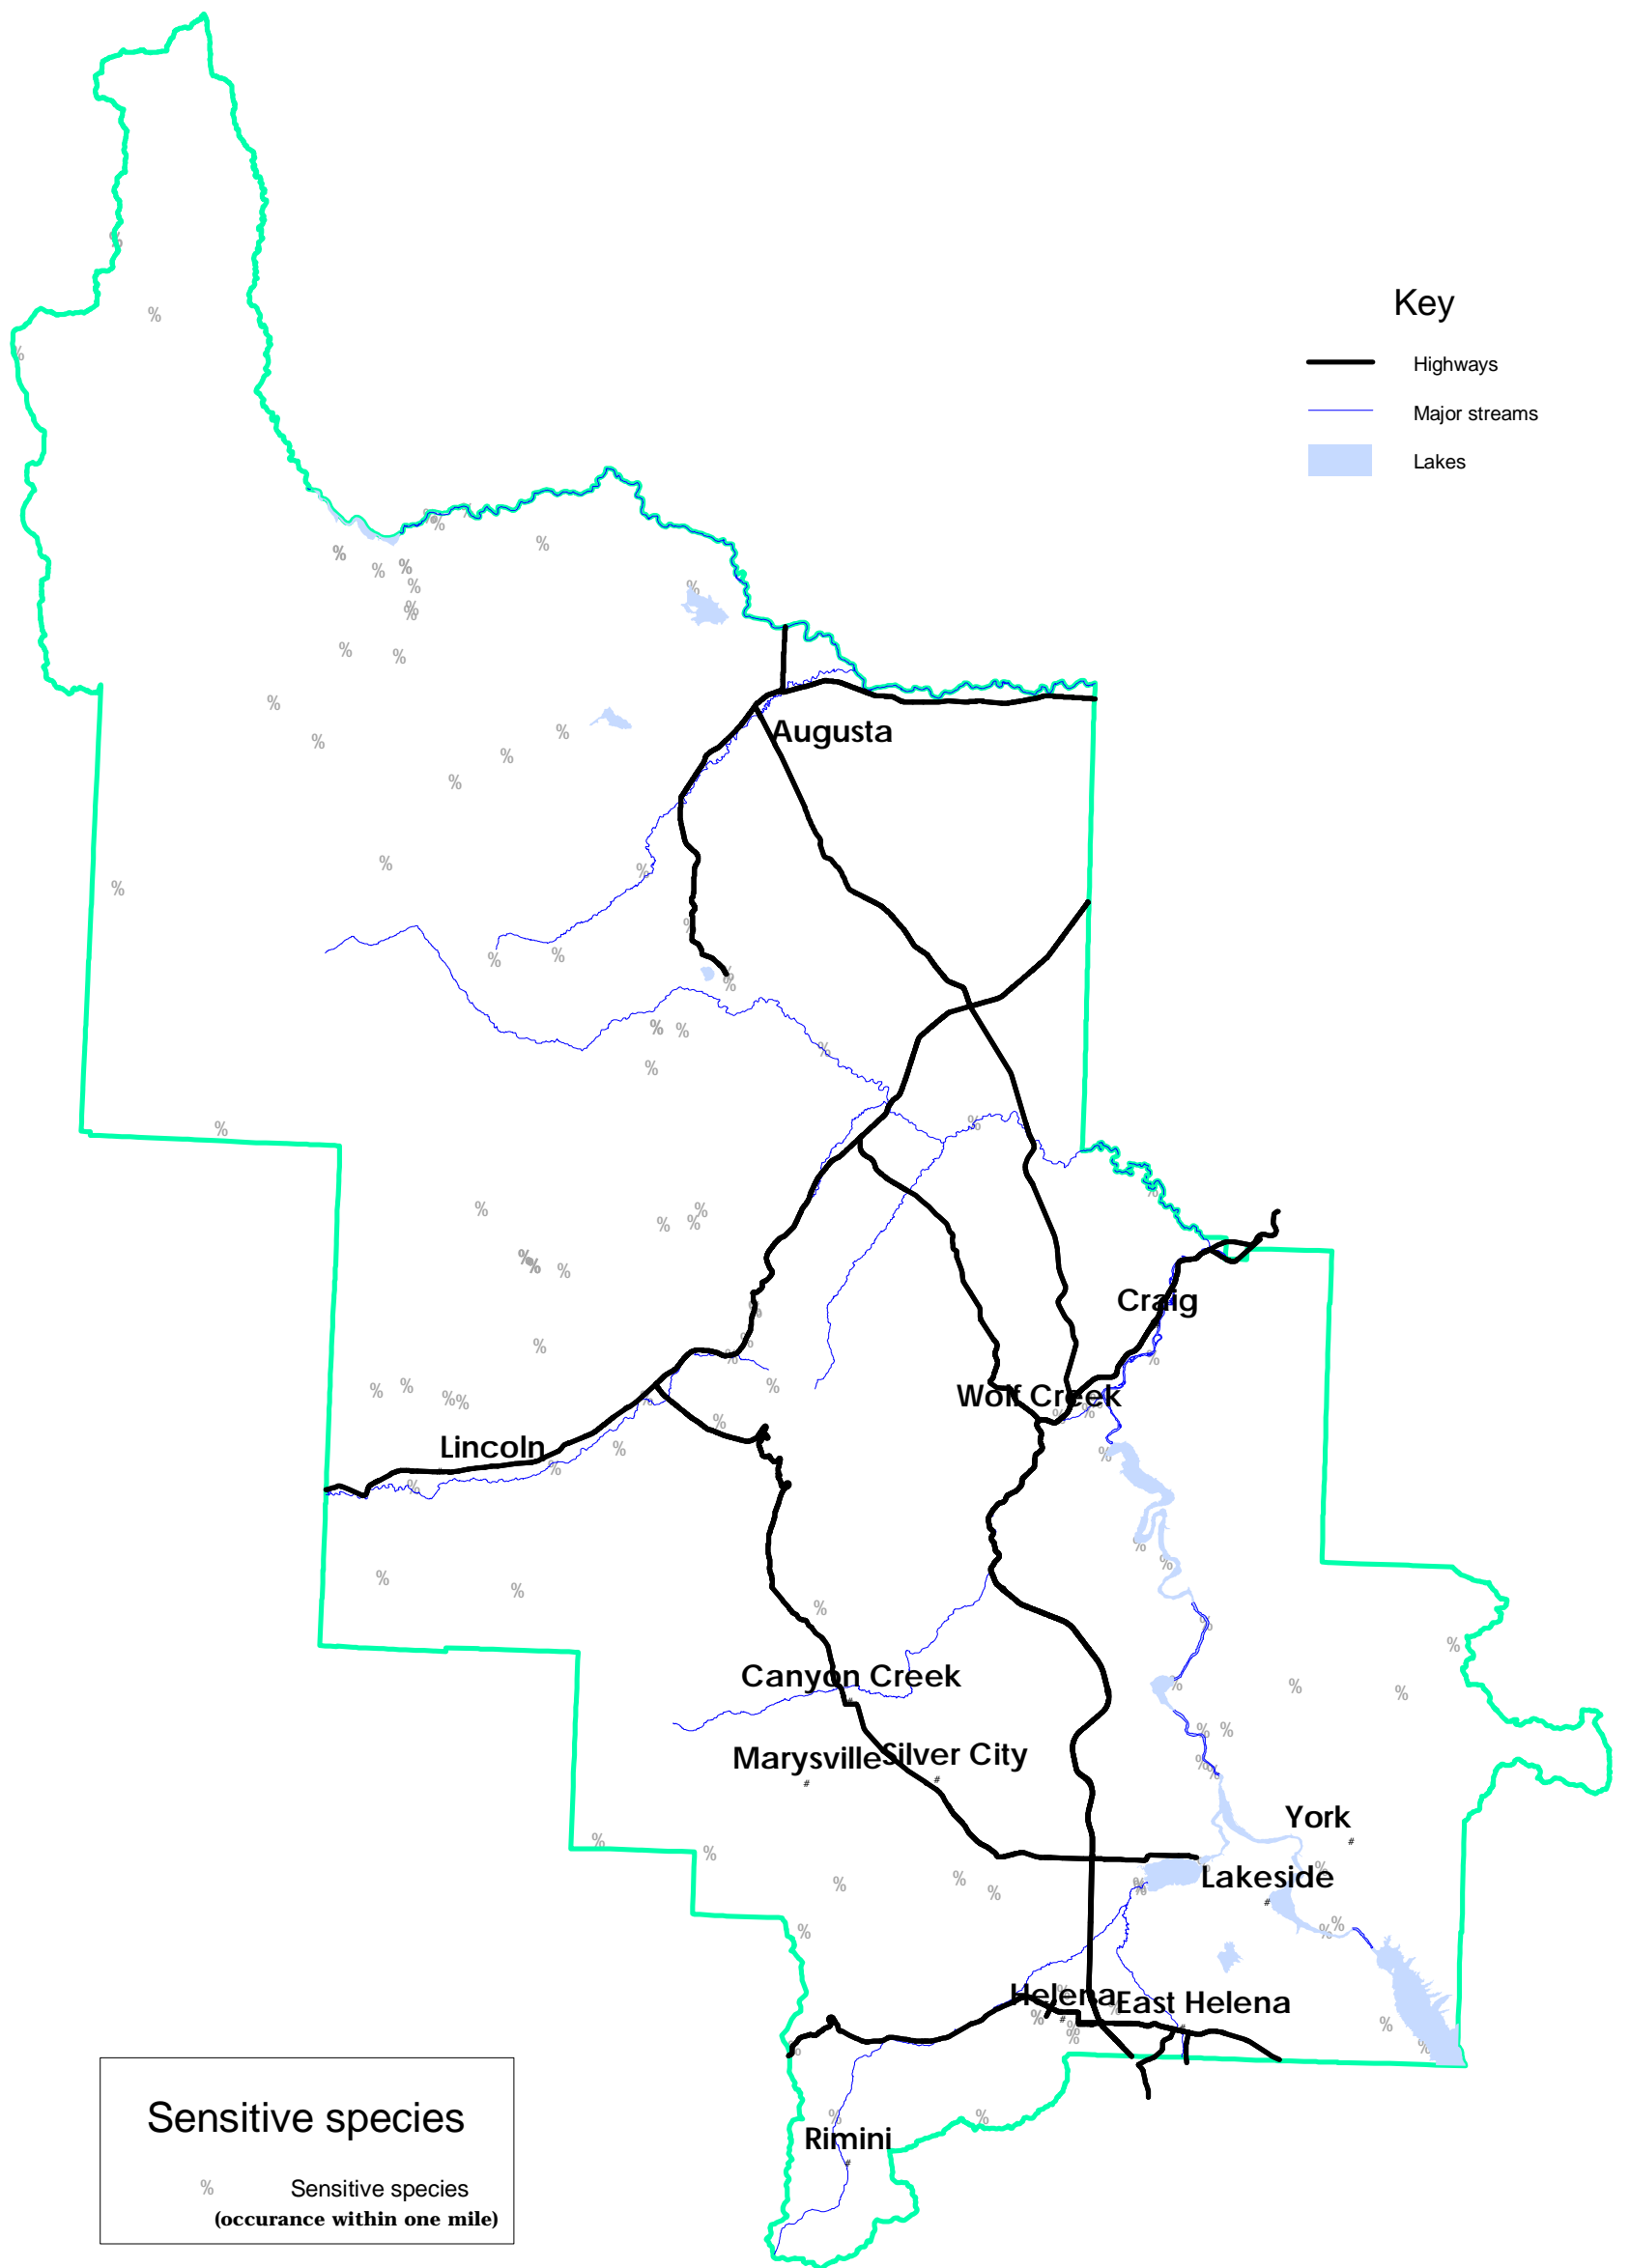 Key
Highways
Major streams
Lakes
Augusta
Craig
Wolf Creek
Lincoln
Canyon Creek
Marysville
Silver City
York
Lakeside
Helena
East Helena
Rimini
Sensitive species
% Sensitive species
(occurance within one mile)